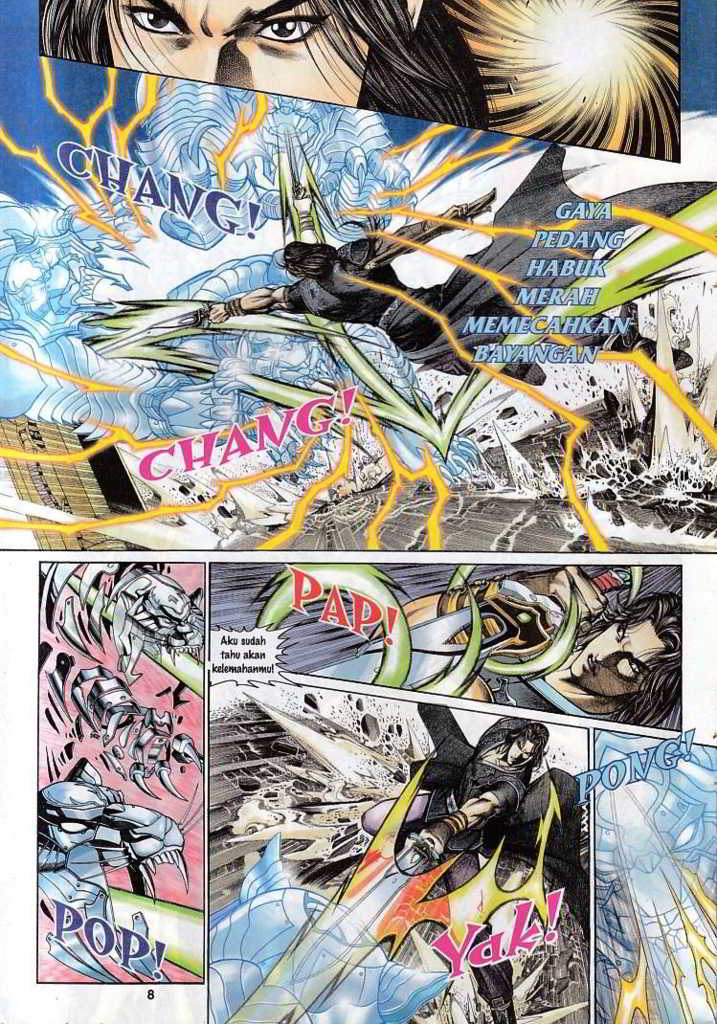 CHANG!
GAYA
PEDANG
HABUK
MERAH
MEMECAHKAN
BAYANGAN
CHANG!
PAP!
Aku sudah
tahu akan
kelemahanmu!
PONG!
POP!
Yak!
8